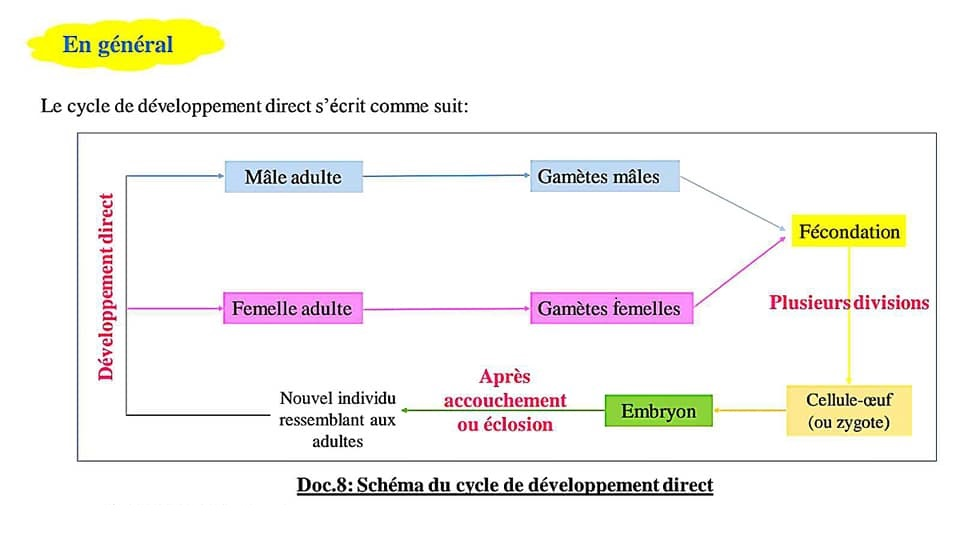 En général
Le cycle de développement direct s'écrit comme suit:
Développement direct
Mâle adulte
Gamètes mâles
Fécondation
Femelle adulte
Gamètes femelles
Plusieurs divisions
Cellule-œuf
(ou zygote)
Embryon
Après
accouchement
ou éclosion
Nouvel individu
ressemblant aux
adultes
Doc.8: Schéma du cycle de développement direct